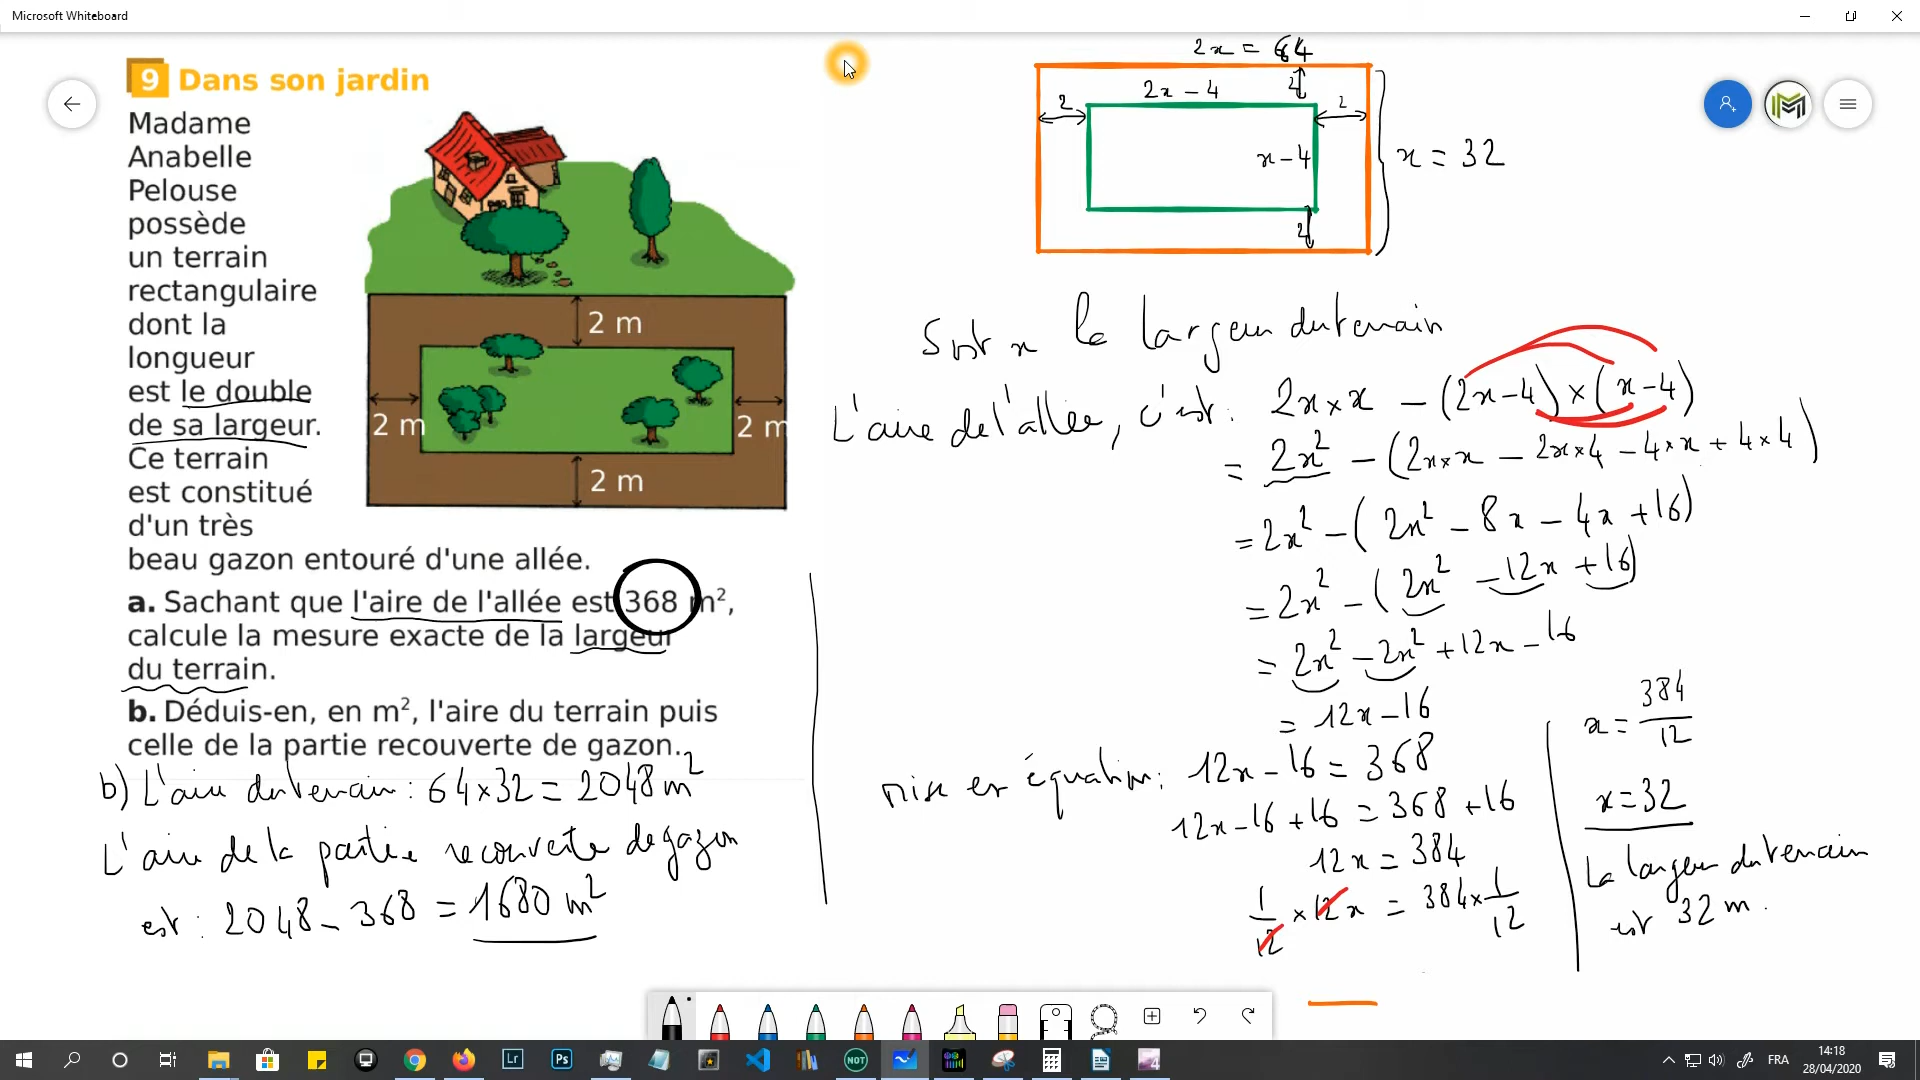 Microsoft Whiteboard
9 Dans son jardin
Madame
Anabelle
Pelouse
possède
un terrain
rectangulaire
dont la
longueur
est le double
de sa largeur.
Ce terrain
est constitué
d'un très
beau gazon entouré d'une allée.
2 m
2 m
2 m
2 m
a. Sachant que l'aire de l'allée est 368 m²,
calcule la mesure exacte de la largeur
du terrain.
b. Déduis-en, en m², l'aire du terrain puis
celle de la partie recouverte de gazon.
b) L'aire du terrain : 64×32 = 2048 m²
L'aire de la partie recouverte de gazon
est : 2048 - 368 = 1680 m²
2x = 64
2x - 4
2
2
2
x - 4
2
x = 32
Soit x la largeur du terrain
L'aire de l'allée, c'est : 2x×x - (2x-4)×(x-4)
= 2x² - (2x×x - 2x×4 - 4×x + 4×4)
= 2x² - (2x² - 8x - 4x + 16)
= 2x² - (2x² - 12x + 16)
= 2x² - 2x² + 12x - 16
= 12x - 16
mise en équation : 12x - 16 = 368
12x - 16 + 16 = 368 + 16
12x = 384
1/12 × 12x = 384 × 1/12
x = 384/12
x = 32
La largeur du terrain
est 32 m.
Lr
Ps
NOT
FRA
14:18
28/04/2020